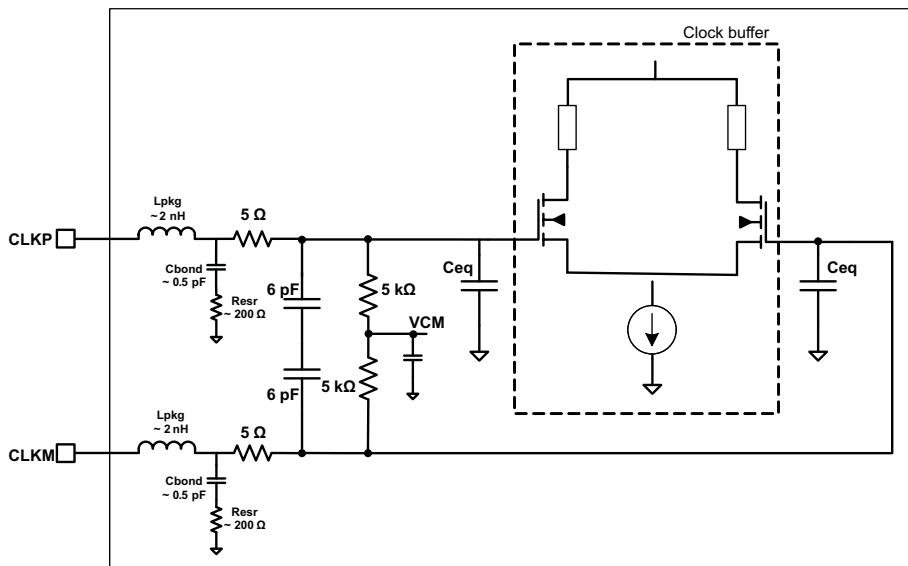 Clock buffer
Lpkg
~ 2 nH
5 Ω
CLKP
Cbond
~ 0.5 pF
6 pF
5 kΩ
Ceq
Ceq
Resr
~ 200 Ω
VCM
6 pF
5 kΩ
Lpkg
~ 2 nH
5 Ω
CLKM
Cbond
~ 0.5 pF
Resr
~ 200 Ω